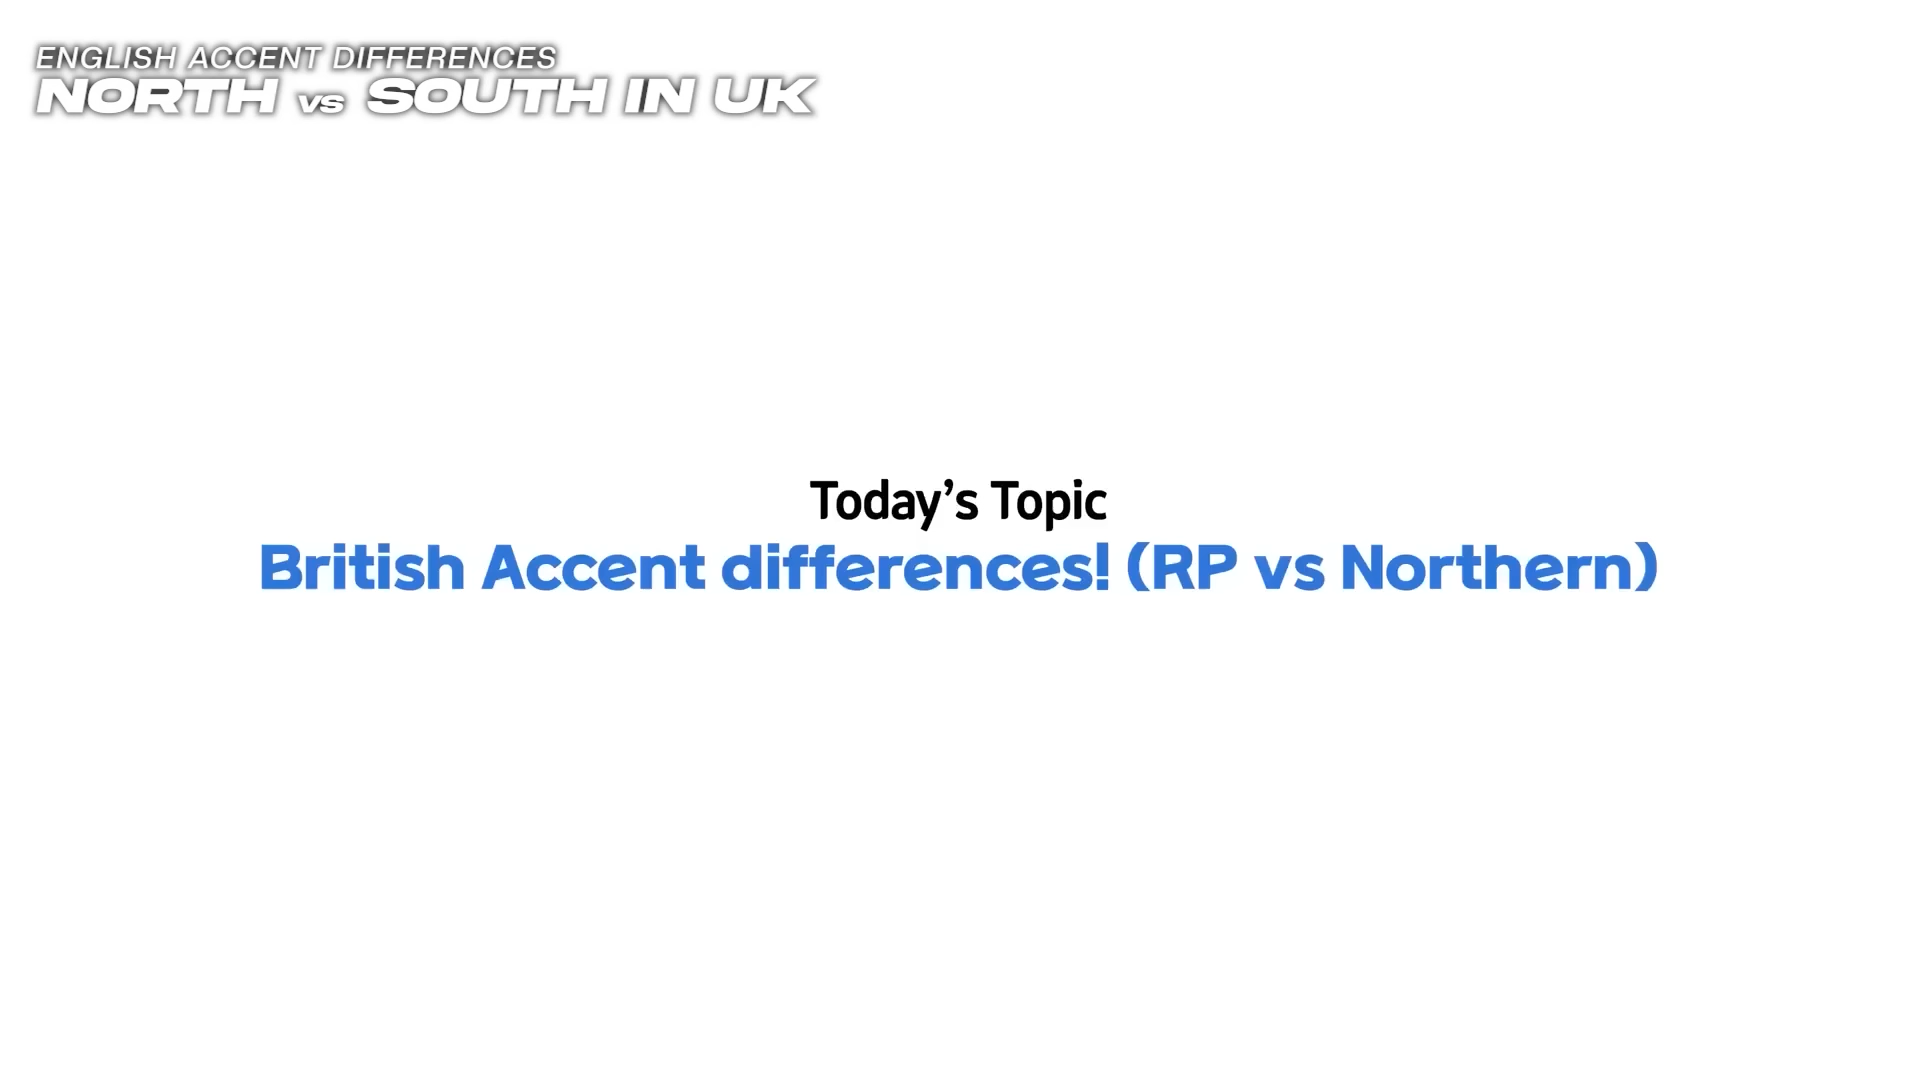 ENGLISH ACCENT DIFFERENCES
NORTH vs SOUTH IN UK
Today’s Topic
British Accent differences! (RP vs Northern)